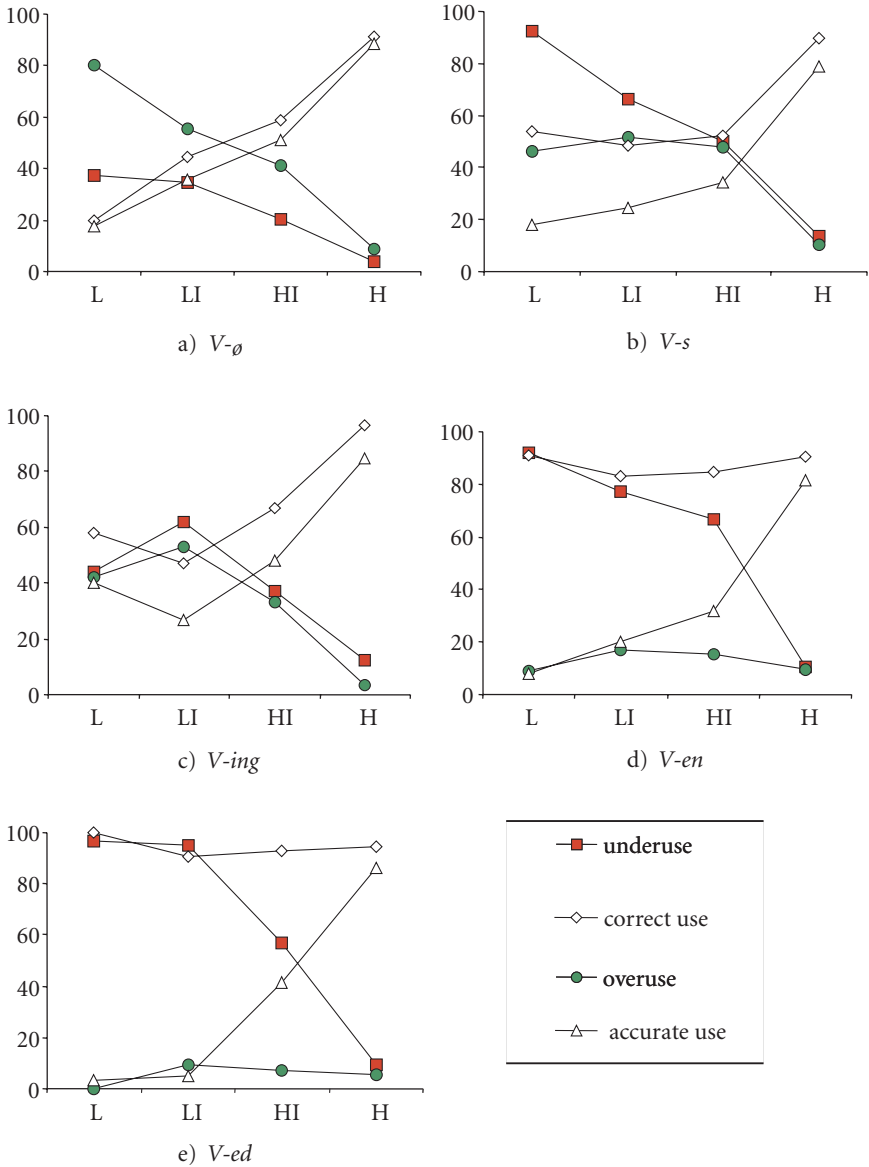 100
80
60
40
20
0
L LI HI H
a) V-ø
100
80
60
40
20
0
L LI HI H
b) V-s
100
80
60
40
20
0
L LI HI H
c) V-ing
100
80
60
40
20
0
L LI HI H
d) V-en
100
80
60
40
20
0
L LI HI H
e) V-ed
underuse
correct use
overuse
accurate use